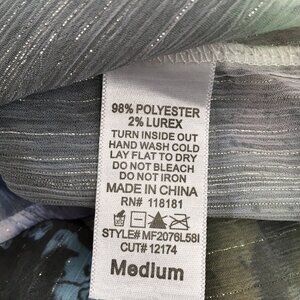 98% POLYESTER
2% LUREX
TURN INSIDE OUT
HAND WASH COLD
LAY FLAT TO DRY
DO NOT BLEACH
DO NOT IRON
MADE IN CHINA
RN# 118181
STYLE# MF2076L58I
CUT# 12174
Medium